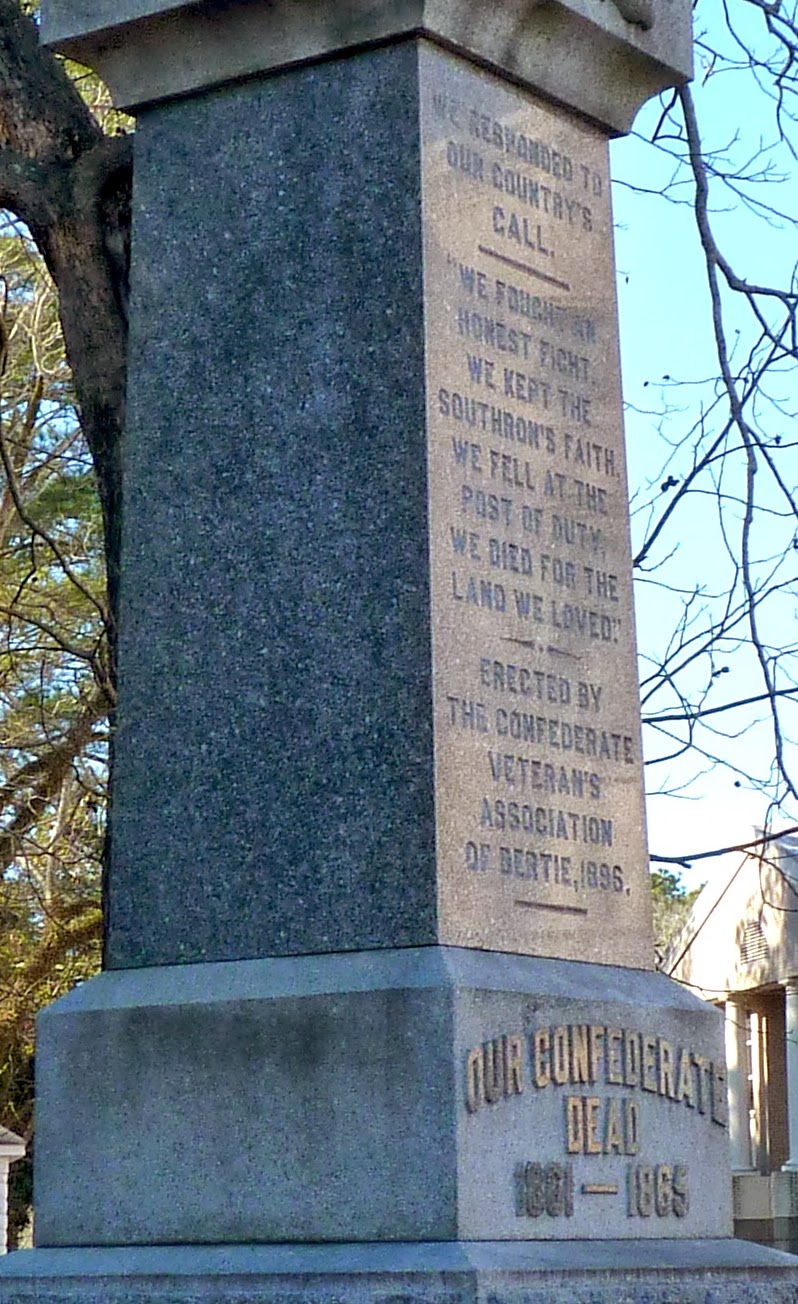 WE RESPONDED TO
OUR COUNTRY'S
CALL.
"WE FOUGHT AN
HONEST FIGHT,
WE KEPT THE
SOUTHRON'S FAITH,
WE FELL AT THE
POST OF DUTY,
WE DIED FOR THE
LAND WE LOVED."
ERECTED BY
THE CONFEDERATE
VETERAN'S
ASSOCIATION
OF BERTIE, 1896.
OUR CONFEDERATE
DEAD
1861 — 1865